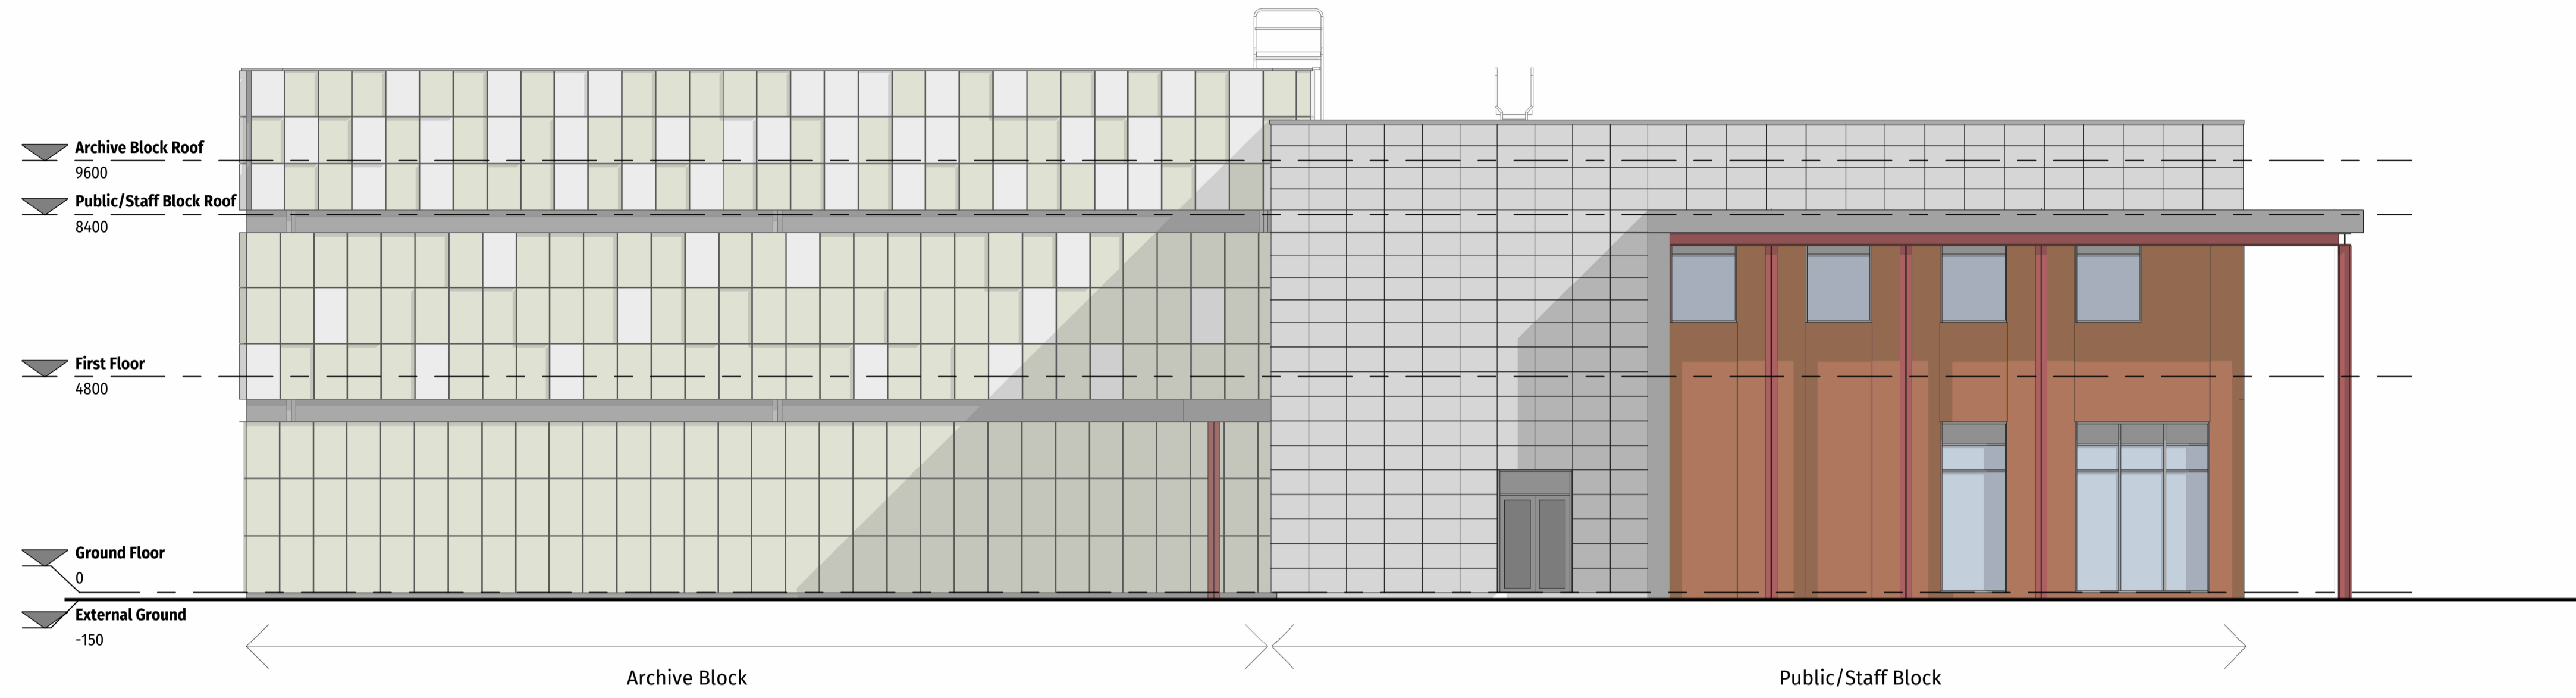 Archive Block Roof
9600
Public/Staff Block Roof
8400
First Floor
4800
Ground Floor
0
External Ground
-150
Archive Block
Public/Staff Block